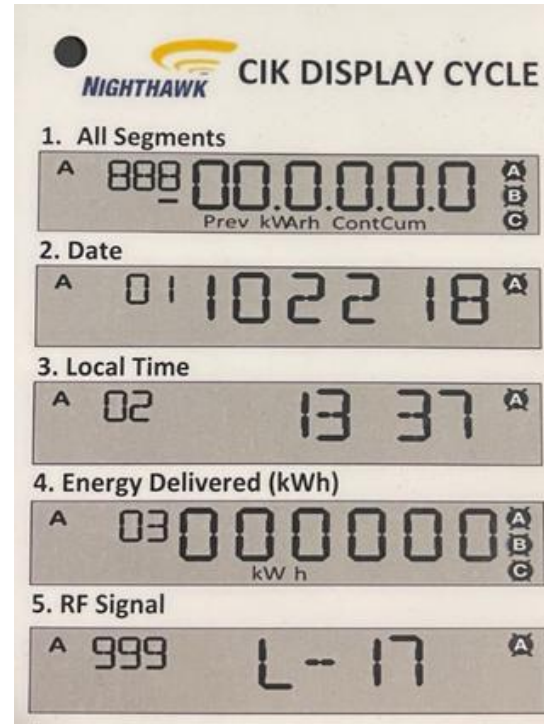 NIGHTHAWK CIK DISPLAY CYCLE
1. All Segments
A 888 00.0.0.0.0 A
B
Prev kWArh ContCum C
2. Date
A 01 102218 A
3. Local Time
A 02 13 37 A
4. Energy Delivered (kWh)
A 03 000000 A
B
kW h C
5. RF Signal
A 999 L-17 A